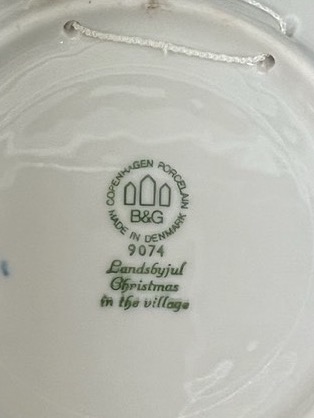 COPENHAGEN PORCELAIN
B&G
MADE IN DENMARK
9074
Landsbyjul
Christmas
in the village